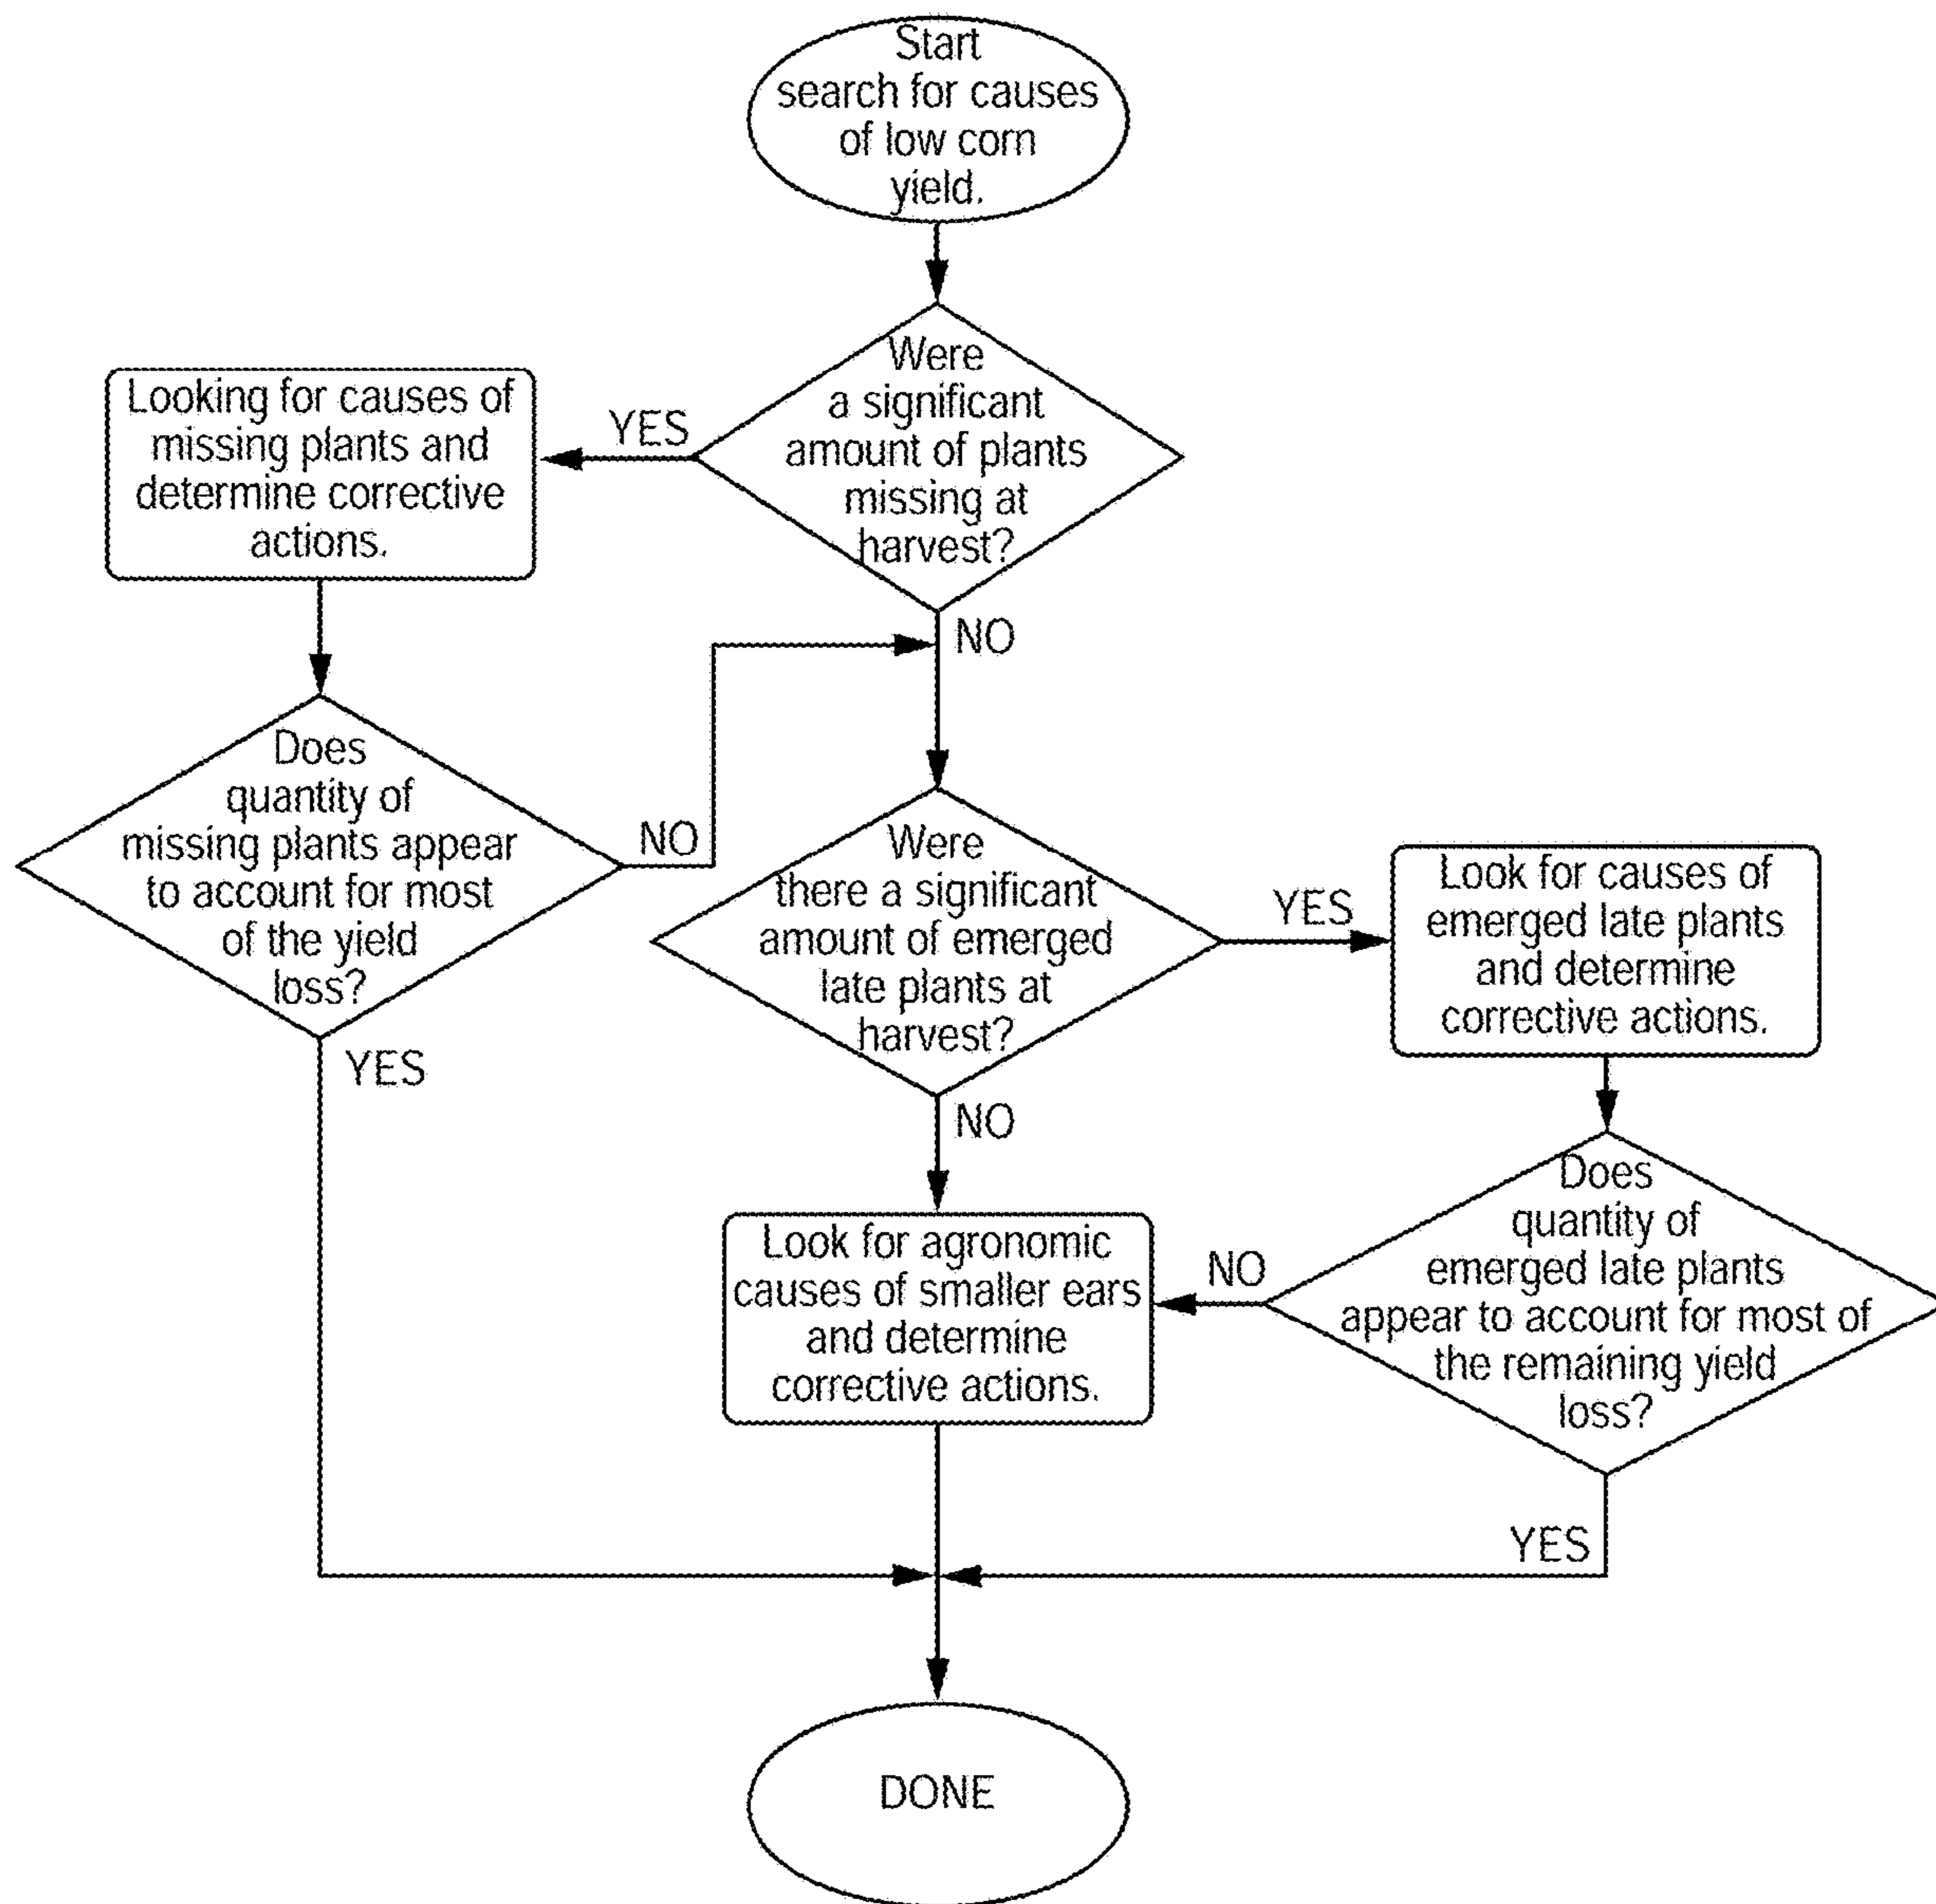 Start
search for causes
of low corn
yield.
Were
a significant
amount of plants
missing at
harvest?
YES
Looking for causes of
missing plants and
determine corrective
actions.
NO
Does
quantity of
missing plants appear
to account for most
of the yield
loss?
NO
YES
Were
there a significant
amount of emerged
late plants at
harvest?
YES
Look for causes of
emerged late plants
and determine
corrective actions.
NO
Does
quantity of
emerged late plants
appear to account for most of
the remaining yield
loss?
NO
Look for agronomic
causes of smaller ears
and determine
corrective actions.
YES
DONE